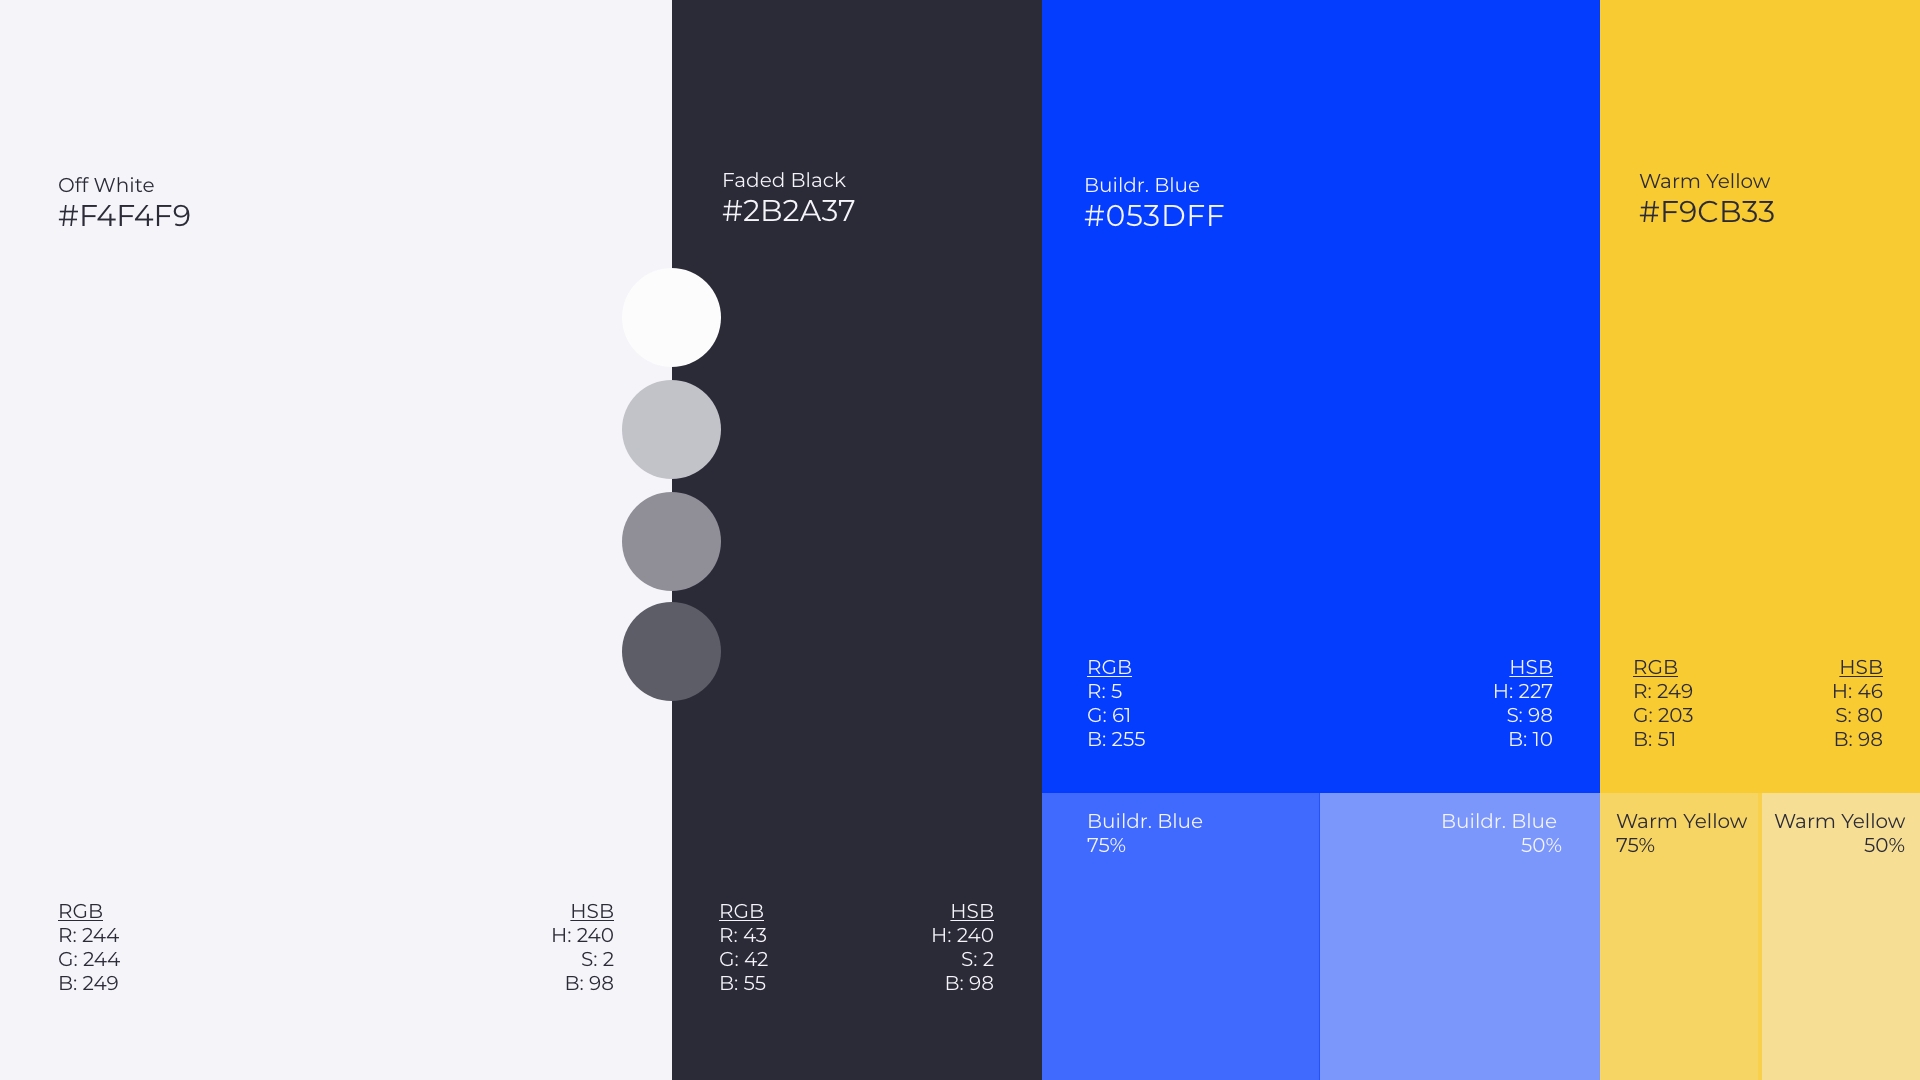 Off White
#F4F4F9
RGB
R: 244
G: 244
B: 249
HSB
H: 240
S: 2
B: 98
Faded Black
#2B2A37
RGB
R: 43
G: 42
B: 55
HSB
H: 240
S: 2
B: 98
Buildr. Blue
#053DFF
RGB
R: 5
G: 61
B: 255
HSB
H: 227
S: 98
B: 10
Buildr. Blue
75%
Buildr. Blue
50%
Warm Yellow
#F9CB33
RGB
R: 249
G: 203
B: 51
HSB
H: 46
S: 80
B: 98
Warm Yellow
75%
Warm Yellow
50%